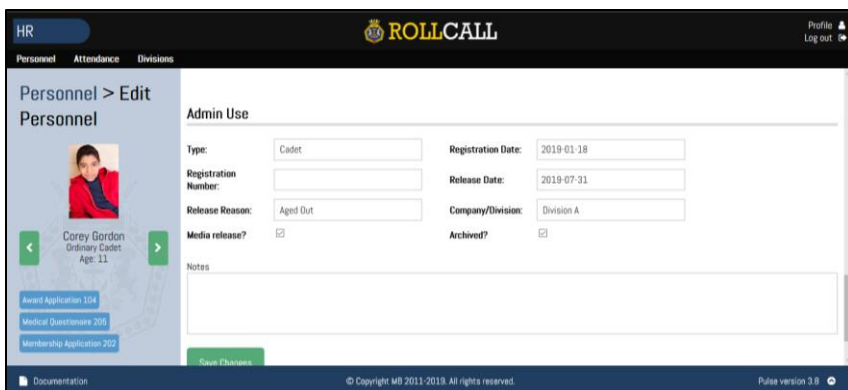 HR
ROLLCALL
Profile
Log out
Personnel Attendance Divisions
Personnel > Edit
Personnel
Corey Gordon
Ordinary Cadet
Age: 11
Award Application 104
Medical Questionaire 205
Membership Application 202
Admin Use
Type: Cadet Registration Date: 2019-01-18
Registration
Number:
Release Date: 2019-07-31
Release Reason: Aged Out Company/Division: Division A
Media release? Archived?
Notes
Save Changes
Documentation © Copyright MB 2011-2019. All rights reserved. Pulse version 3.8